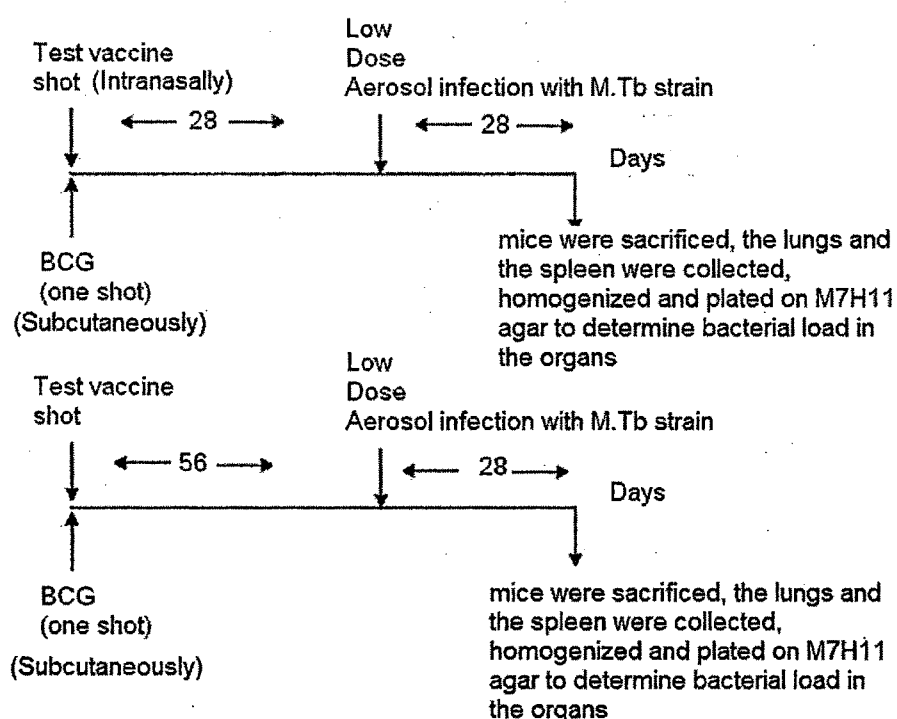 Test vaccine
shot (Intranasally)
Low
Dose
Aerosol infection with M.Tb strain
28
28
Days
BCG
(one shot)
(Subcutaneously)
mice were sacrificed, the lungs and
the spleen were collected,
homogenized and plated on M7H11
agar to determine bacterial load in
the organs
Test vaccine
shot
Low
Dose
Aerosol infection with M.Tb strain
56
28
Days
BCG
(one shot)
(Subcutaneously)
mice were sacrificed, the lungs and
the spleen were collected,
homogenized and plated on M7H11
agar to determine bacterial load in
the organs